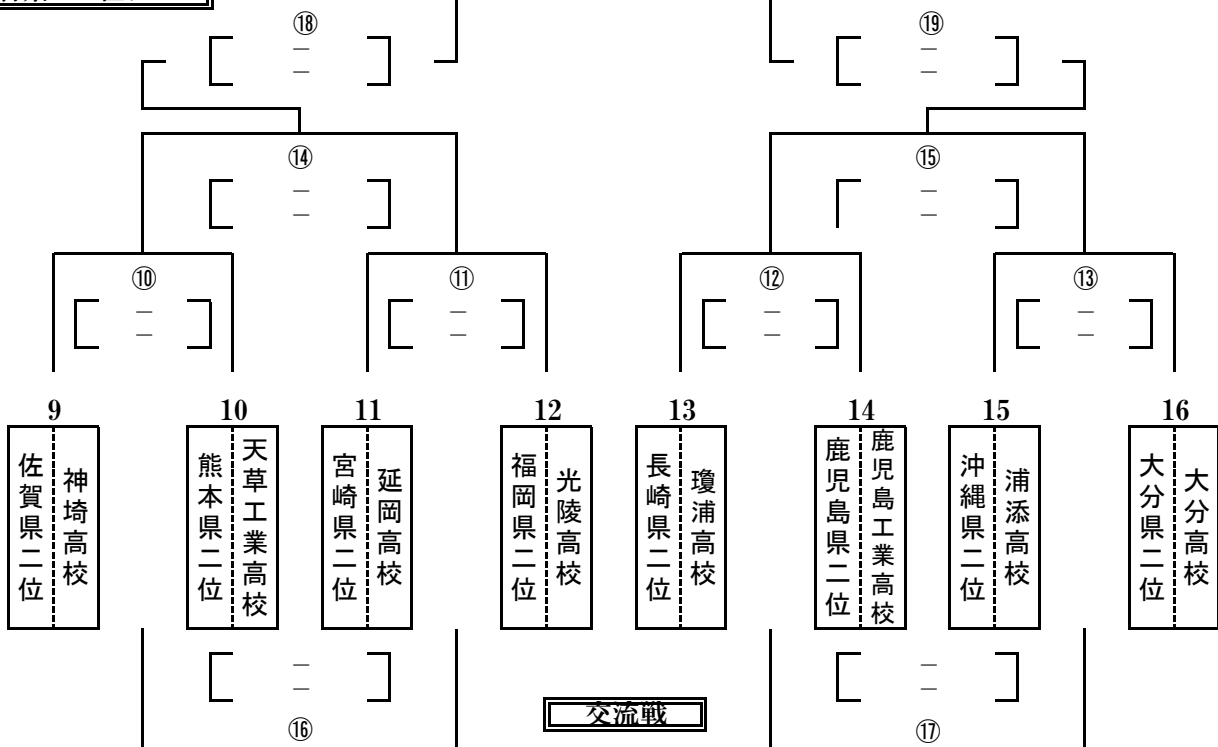 ⑱
⑲
— —
— —
— —
— —
⑭
⑮
— —
— —
— —
— —
⑩
⑪
⑫
⑬
— —
— —
— —
— —
9
10
11
12
13
14
15
16
佐賀県二位
神埼高校
熊本県二位
天草工業高校
宮崎県二位
延岡高校
福岡県二位
光陵高校
長崎県二位
瓊浦高校
鹿児島県二位
鹿児島工業高校
沖縄県二位
浦添高校
大分県二位
大分高校
— —
— —
交流戦
⑯
⑰